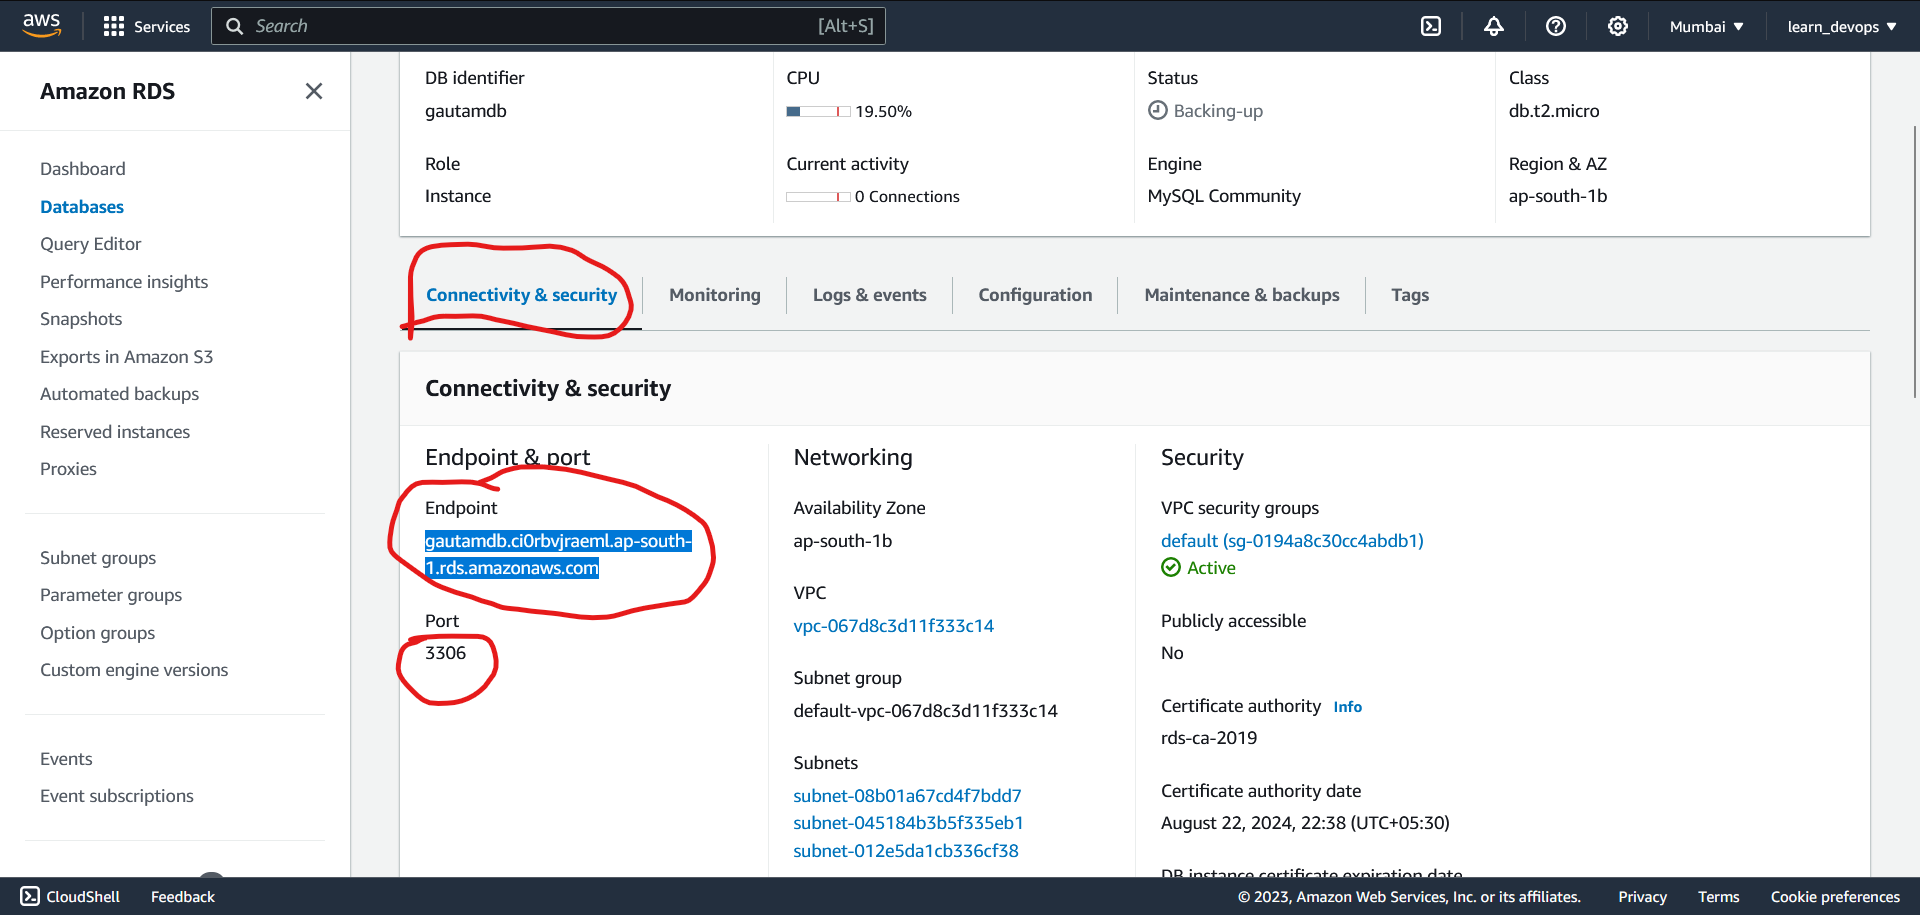 aws Services Search [Alt+S] Mumbai ▼ learn_devops ▼
Amazon RDS
Dashboard
Databases
Query Editor
Performance insights
Snapshots
Exports in Amazon S3
Automated backups
Reserved instances
Proxies
Subnet groups
Parameter groups
Option groups
Custom engine versions
Events
Event subscriptions
DB identifier
gautamdb
CPU
19.50%
Status
Backing-up
Class
db.t2.micro
Role
Instance
Current activity
0 Connections
Engine
MySQL Community
Region & AZ
ap-south-1b
Connectivity & security Monitoring Logs & events Configuration Maintenance & backups Tags
Connectivity & security
Endpoint & port
Endpoint
gautamdb.ci0rbvjraeml.ap-south-
1.rds.amazonaws.com
Port
3306
Networking
Availability Zone
ap-south-1b
VPC
vpc-067d8c3d11f333c14
Subnet group
default-vpc-067d8c3d11f333c14
Subnets
subnet-08b01a67cd4f7bdd7
subnet-045184b3b5f335eb1
subnet-012e5da1cb336cf38
Security
VPC security groups
default (sg-0194a8c30cc4abdb1)
Active
Publicly accessible
No
Certificate authority Info
rds-ca-2019
Certificate authority date
August 22, 2024, 22:38 (UTC+05:30)
DB instance certificate expiration date
CloudShell Feedback © 2023, Amazon Web Services, Inc. or its affiliates. Privacy Terms Cookie preferences